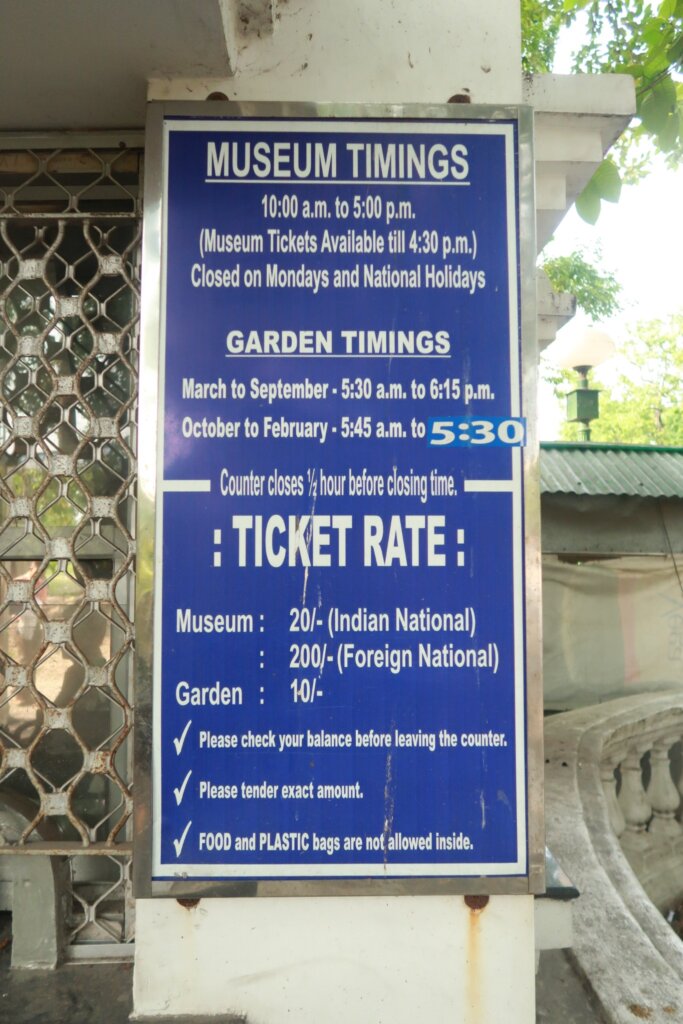 MUSEUM TIMINGS
10:00 a.m. to 5:00 p.m.
(Museum Tickets Available till 4:30 p.m.)
Closed on Mondays and National Holidays
GARDEN TIMINGS
March to September - 5:30 a.m. to 6:15 p.m.
October to February - 5:45 a.m. to 5:30
Counter closes ½ hour before closing time.
: TICKET RATE :
Museum : 20/- (Indian National)
: 200/- (Foreign National)
Garden : 10/-
✓ Please check your balance before leaving the counter.
✓ Please tender exact amount.
✓ FOOD and PLASTIC bags are not allowed inside.